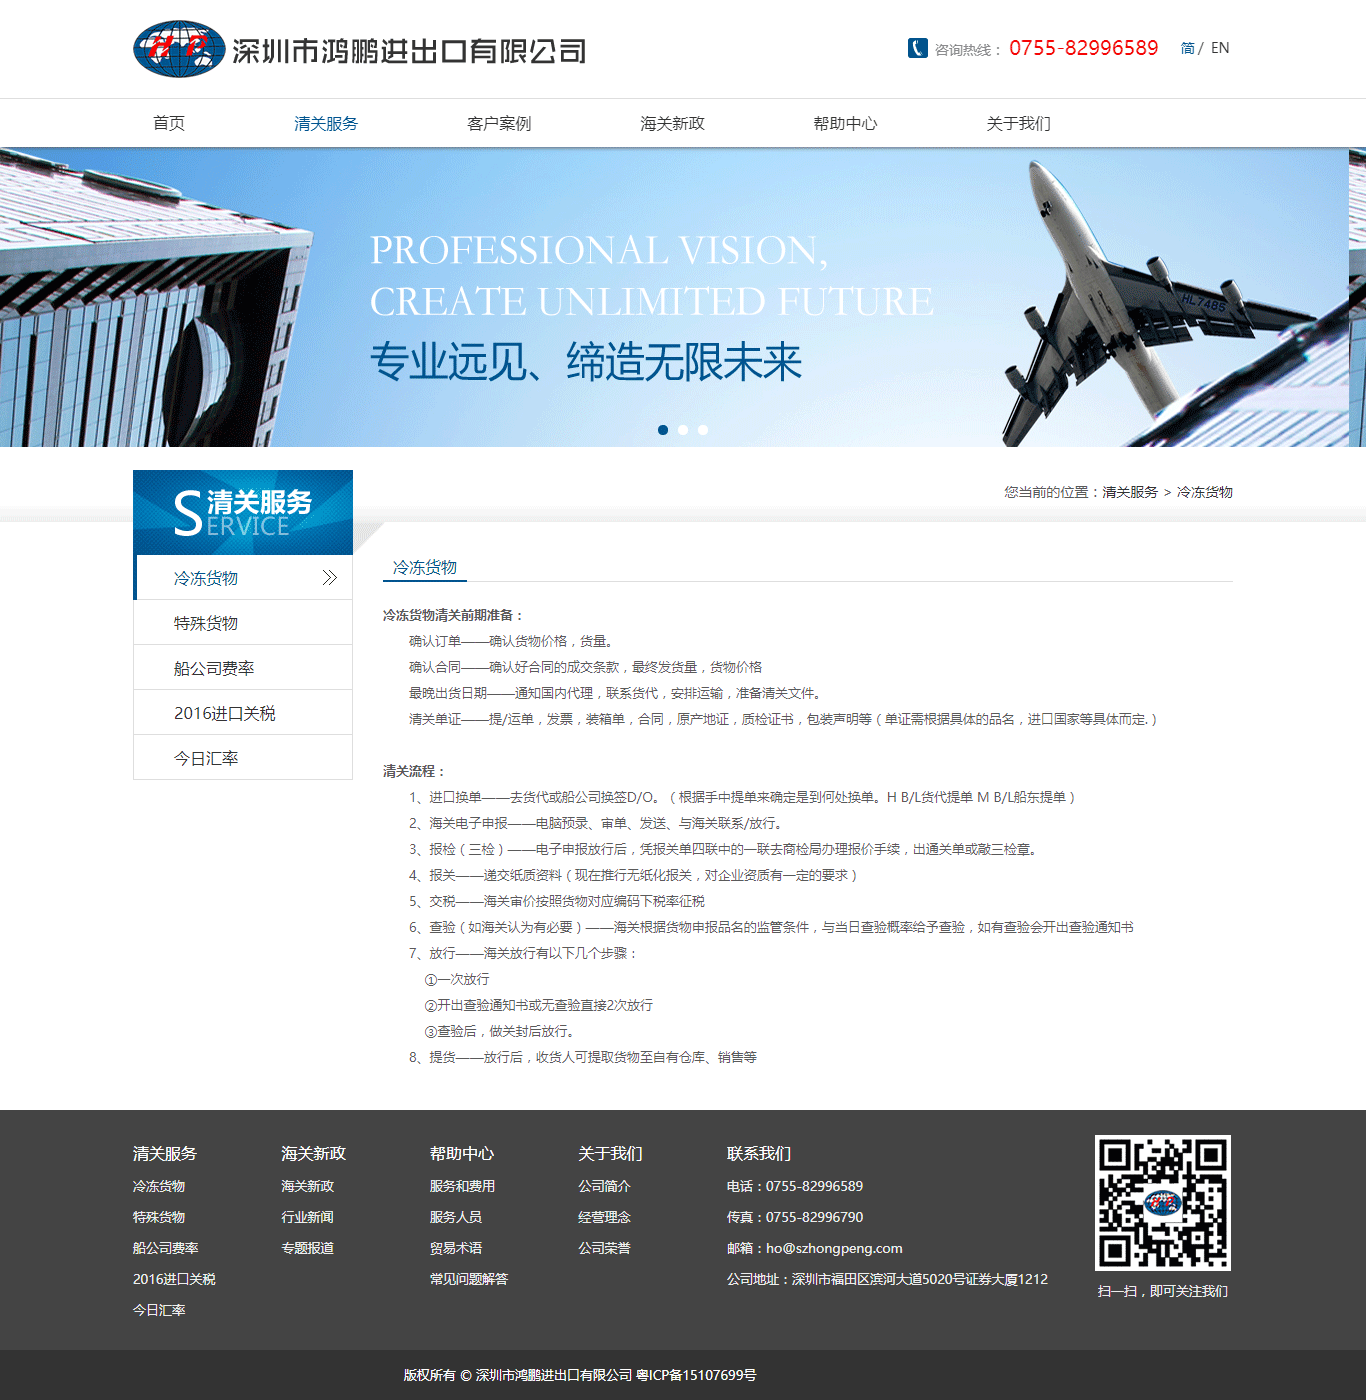 HP 深圳市鸿鹏进出口有限公司
咨询热线： 0755-82996589 简 / EN
首页 清关服务 客户案例 海关新政 帮助中心 关于我们
PROFESSIONAL VISION,
CREATE UNLIMITED FUTURE
专业远见、缔造无限未来
HL7485
清关服务
SERVICE
您当前的位置：清关服务 > 冷冻货物
冷冻货物
特殊货物
船公司费率
2016进口关税
今日汇率
冷冻货物
冷冻货物清关前期准备：
确认订单——确认货物价格，货量。
确认合同——确认好合同的成交条款，最终发货量，货物价格
最晚出货日期——通知国内代理，联系货代，安排运输，准备清关文件。
清关单证——提/运单，发票，装箱单，合同，原产地证，质检证书，包装声明等（单证需根据具体的品名，进口国家等具体而定.）
清关流程：
1、进口换单——去货代或船公司换签D/O。（根据手中提单来确定是到何处换单。H B/L货代提单 M B/L船东提单）
2、海关电子申报——电脑预录、审单、发送、与海关联系/放行。
3、报检（三检）——电子申报放行后，凭报关单四联中的一联去商检局办理报价手续，出通关单或敲三检章。
4、报关——递交纸质资料（现在推行无纸化报关，对企业资质有一定的要求）
5、交税——海关审价按照货物对应编码下税率征税
6、查验（如海关认为有必要）——海关根据货物申报品名的监管条件，与当日查验概率给予查验，如有查验会开出查验通知书
7、放行——海关放行有以下几个步骤：
①一次放行
②开出查验通知书或无查验直接2次放行
③查验后，做关封后放行。
8、提货——放行后，收货人可提取货物至自有仓库、销售等
清关服务
冷冻货物
特殊货物
船公司费率
2016进口关税
今日汇率
海关新政
海关新政
行业新闻
专题报道
帮助中心
服务和费用
服务人员
贸易术语
常见问题解答
关于我们
公司简介
经营理念
公司荣誉
联系我们
电话：0755-82996589
传真：0755-82996790
邮箱：ho@szhongpeng.com
公司地址：深圳市福田区滨河大道5020号证券大厦1212
扫一扫，即可关注我们
版权所有 © 深圳市鸿鹏进出口有限公司 粤ICP备15107699号